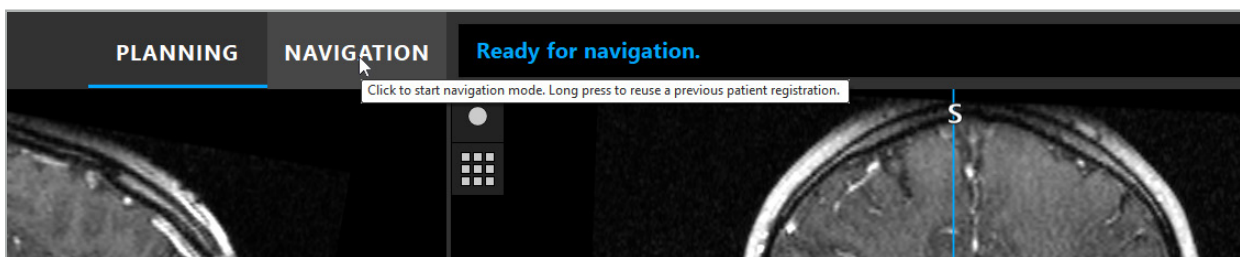 PLANNING NAVIGATION Ready for navigation.
Click to start navigation mode. Long press to reuse a previous patient registration.
S